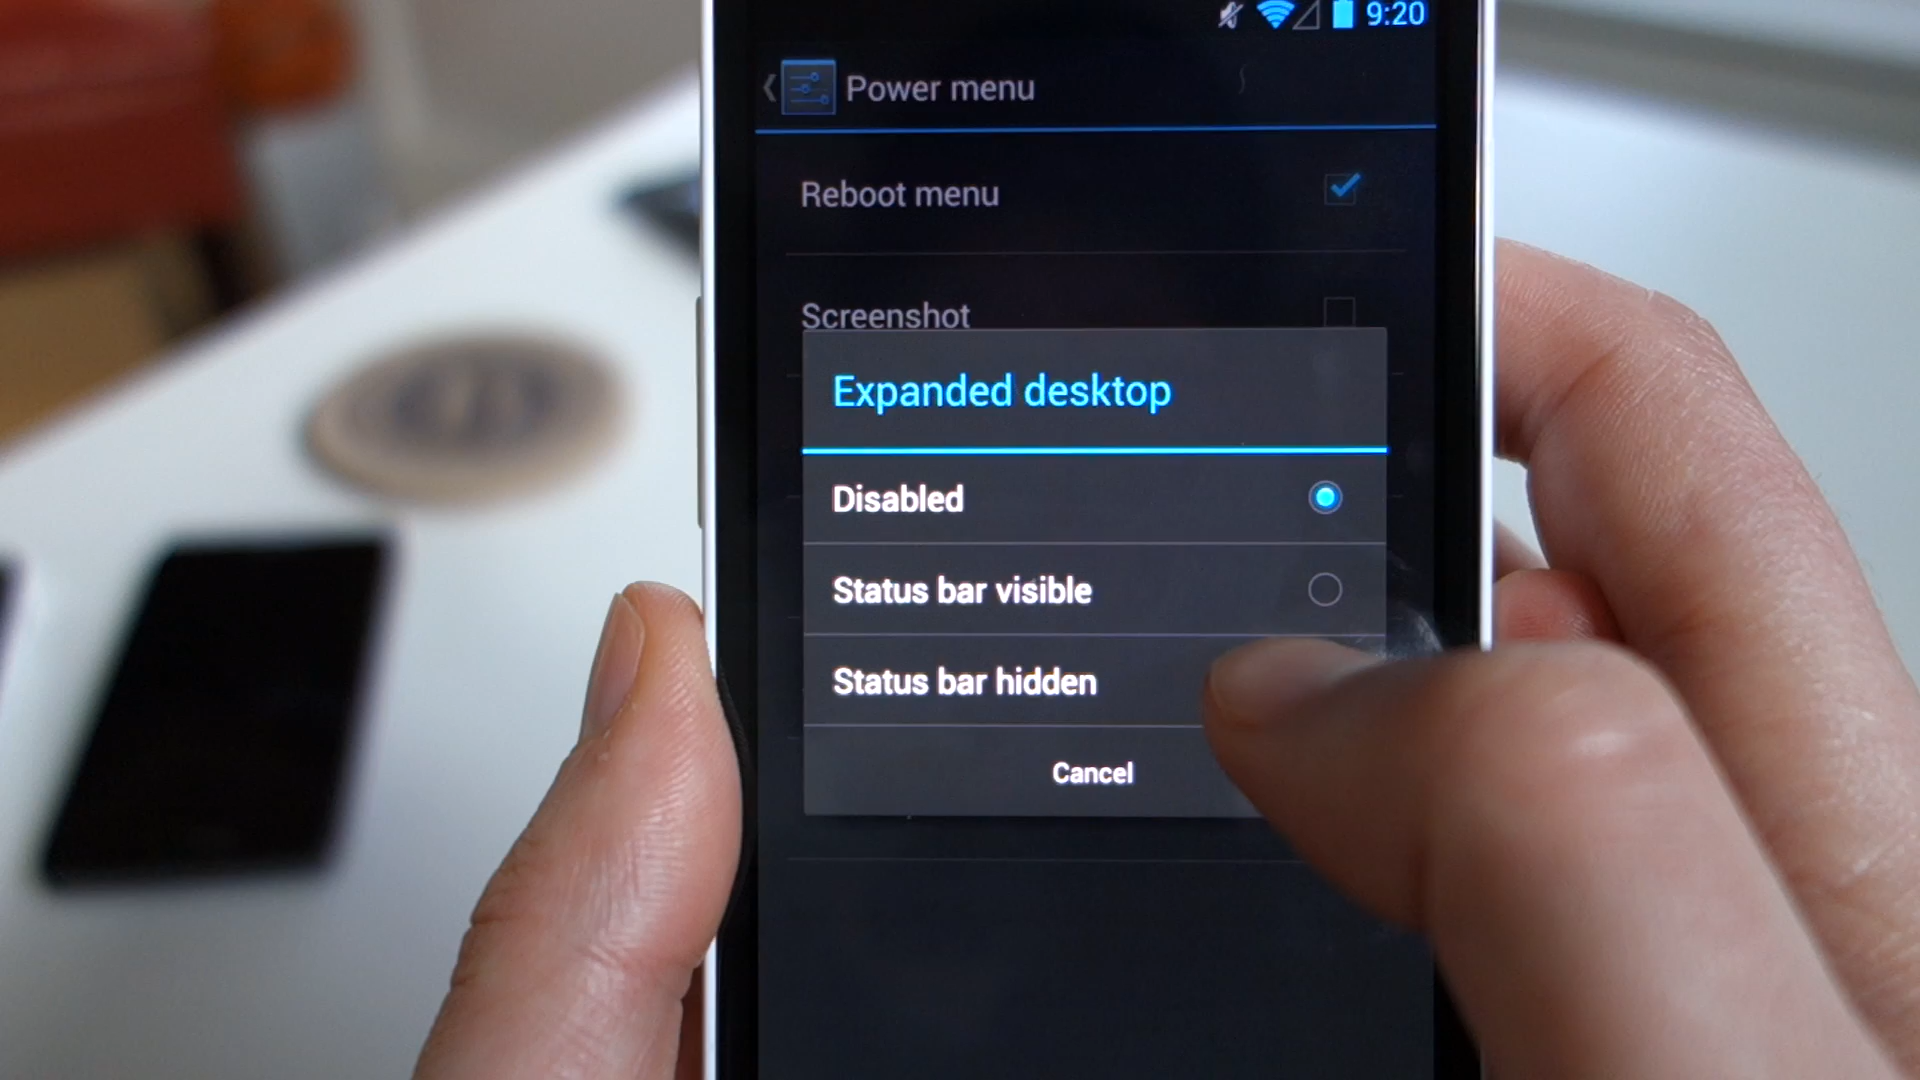 9:20
Power menu
Reboot menu
Screenshot
Expanded desktop
Disabled
Status bar visible
Status bar hidden
Cancel